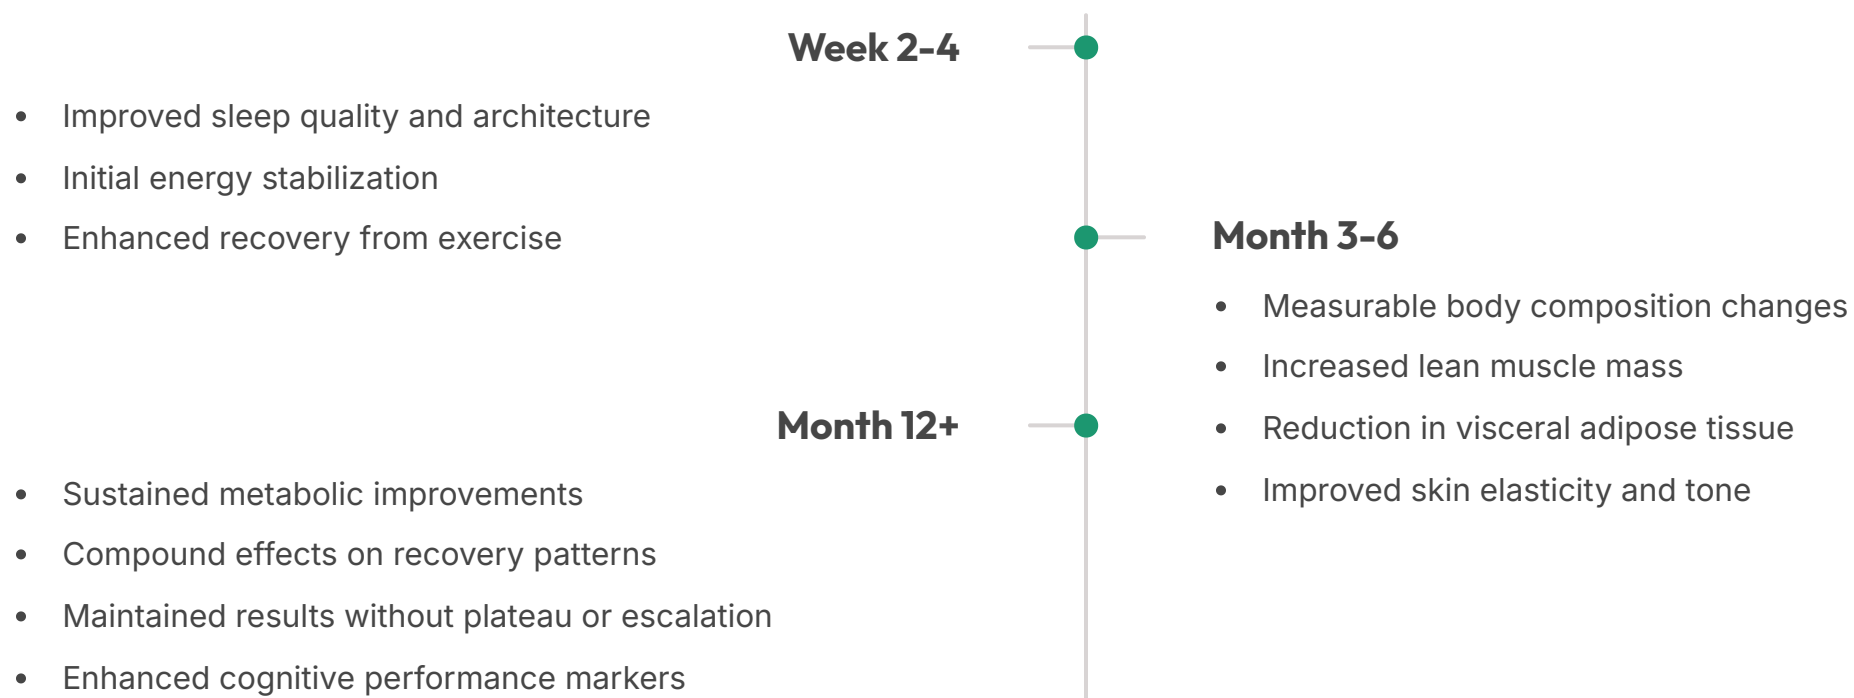 Week 2-4
• Improved sleep quality and architecture
• Initial energy stabilization
• Enhanced recovery from exercise
Month 3-6
• Measurable body composition changes
• Increased lean muscle mass
• Reduction in visceral adipose tissue
• Improved skin elasticity and tone
Month 12+
• Sustained metabolic improvements
• Compound effects on recovery patterns
• Maintained results without plateau or escalation
• Enhanced cognitive performance markers